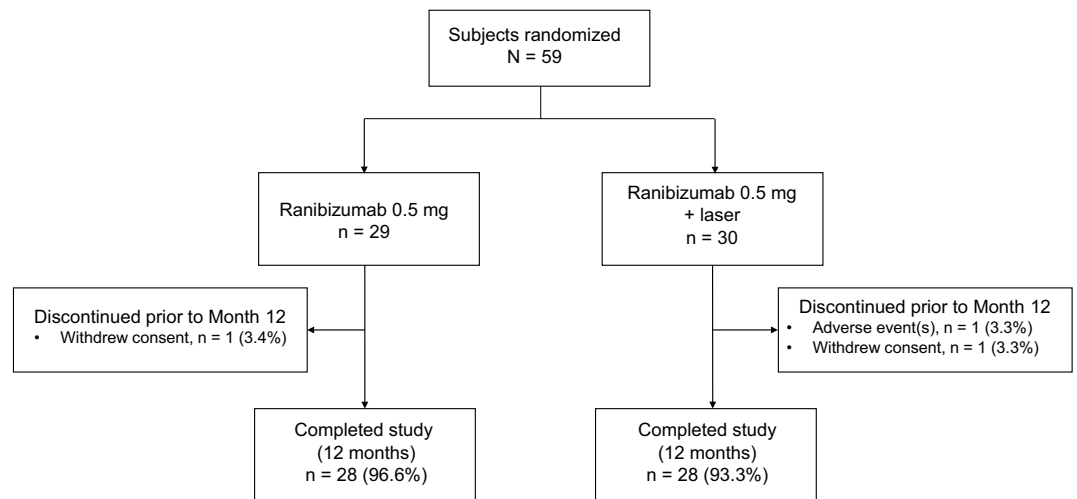 Subjects randomized
N = 59
Ranibizumab 0.5 mg
n = 29
Ranibizumab 0.5 mg
+ laser
n = 30
Discontinued prior to Month 12
• Withdrew consent, n = 1 (3.4%)
Discontinued prior to Month 12
• Adverse event(s), n = 1 (3.3%)
• Withdrew consent, n = 1 (3.3%)
Completed study
(12 months)
n = 28 (96.6%)
Completed study
(12 months)
n = 28 (93.3%)